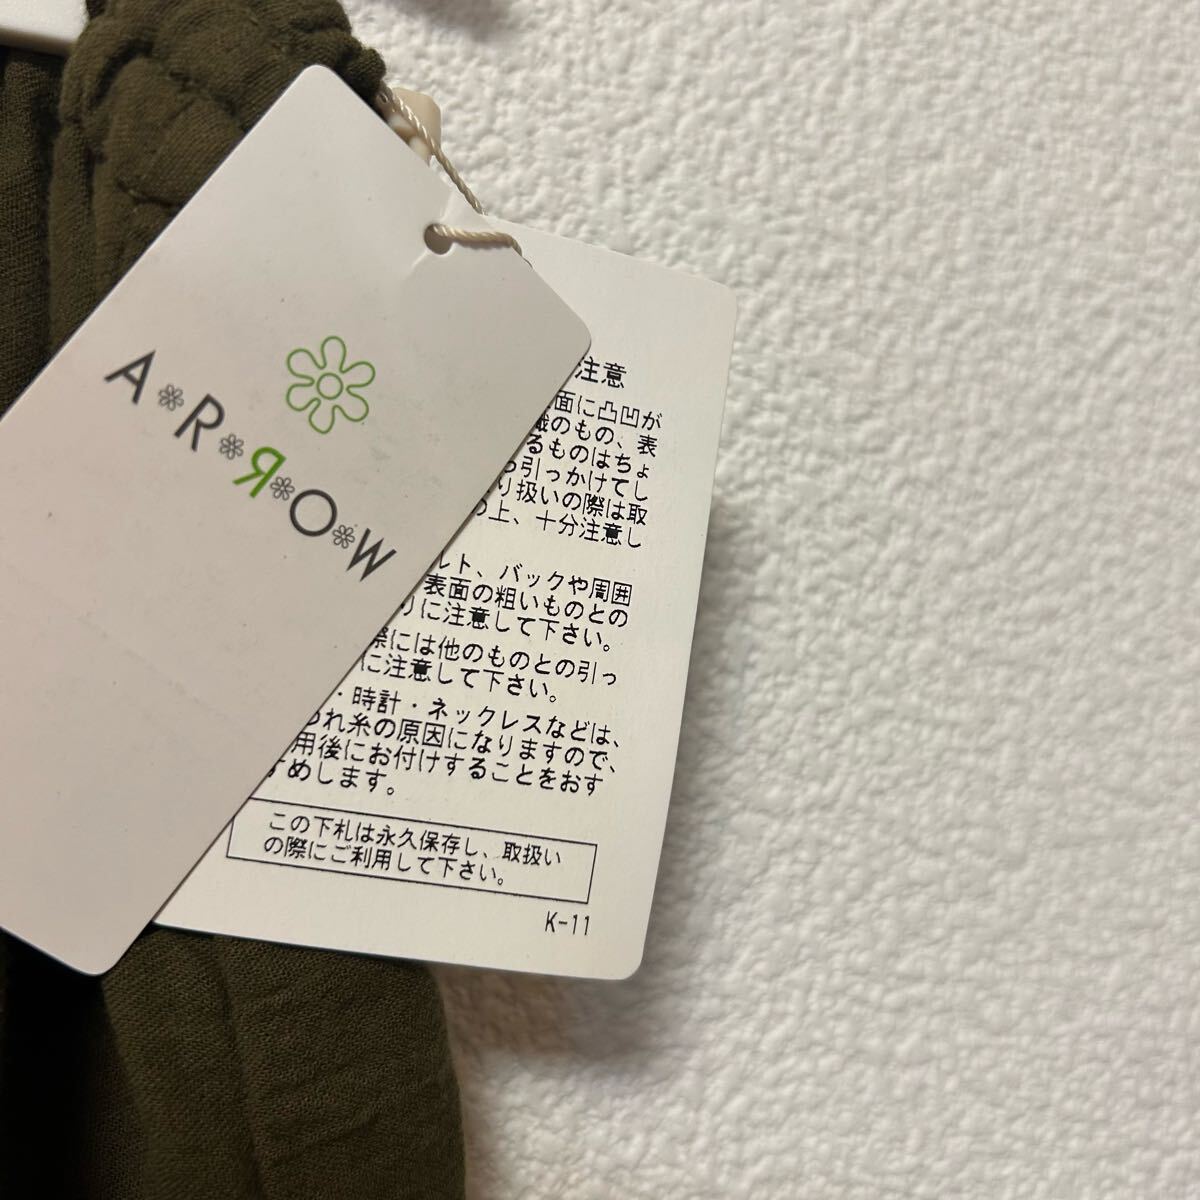 A*R*R*O*W
注意
面に凸凹が
織のもの、表
るものはちょ
引っかけてし
り扱いの際は取
の上、十分注意し
ルト、バックや周囲
表面の粗いものとの
りに注意して下さい。
際には他のものとの引っ
に注意して下さい。
・時計・ネックレスなどは、
つれ糸の原因になりますので、
用後にお付けすることをおす
すめします。
この下札は永久保存し、取扱い
の際にご利用して下さい。
K-11